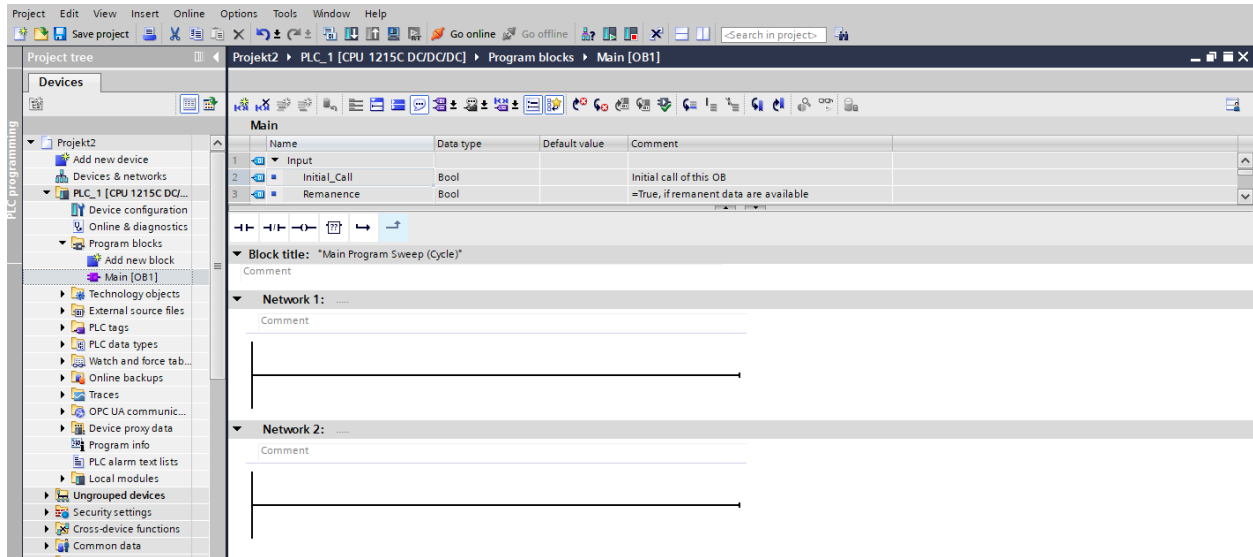 Project Edit View Insert Online Options Tools Window Help
Save project Go online Go offline <Search in project>
Project tree
Projekt2 PLC_1 [CPU 1215C DC/DC/DC] Program blocks Main [OB1]
Devices
PLC programming
Projekt2
Add new device
Devices & networks
PLC_1 [CPU 1215C DC/...
Device configuration
Online & diagnostics
Program blocks
Add new block
Main [OB1]
Technology objects
External source files
PLC tags
PLC data types
Watch and force tab...
Online backups
Traces
OPC UA communic...
Device proxy data
Program info
PLC alarm text lists
Local modules
Ungrouped devices
Security settings
Cross-device functions
Common data
Main
Name Data type Default value Comment
1 Input
2 Initial_Call Bool Initial call of this OB
3 Remanence Bool =True, if remanent data are available
??
Block title: "Main Program Sweep (Cycle)"
Comment
Network 1: .....
Comment
Network 2: .....
Comment